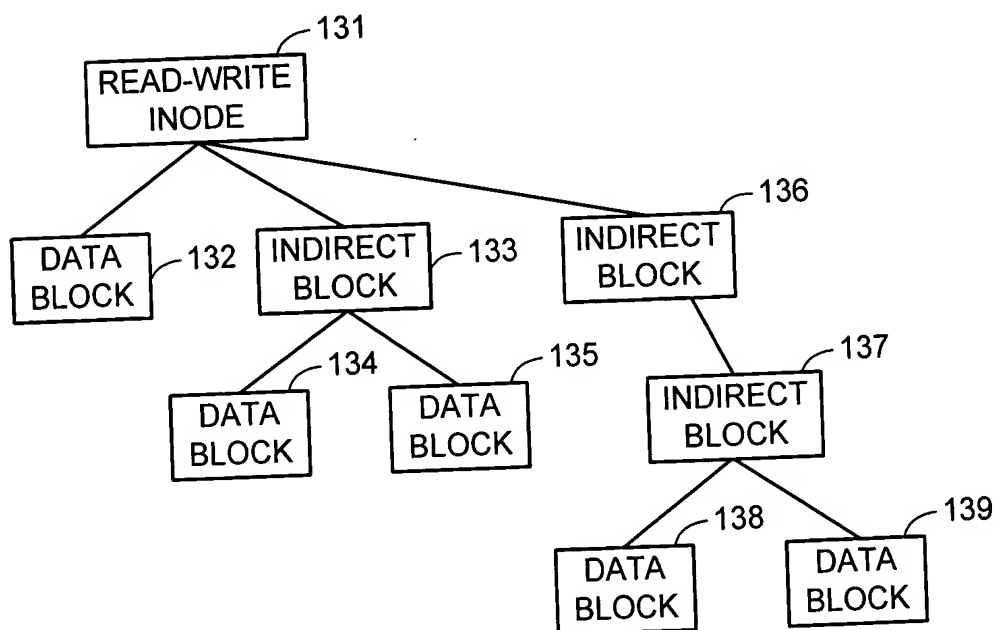 131
READ-WRITE
INODE
136
DATA
BLOCK
132
INDIRECT
BLOCK
133
INDIRECT
BLOCK
134
135
137
DATA
BLOCK
DATA
BLOCK
INDIRECT
BLOCK
138
139
DATA
BLOCK
DATA
BLOCK